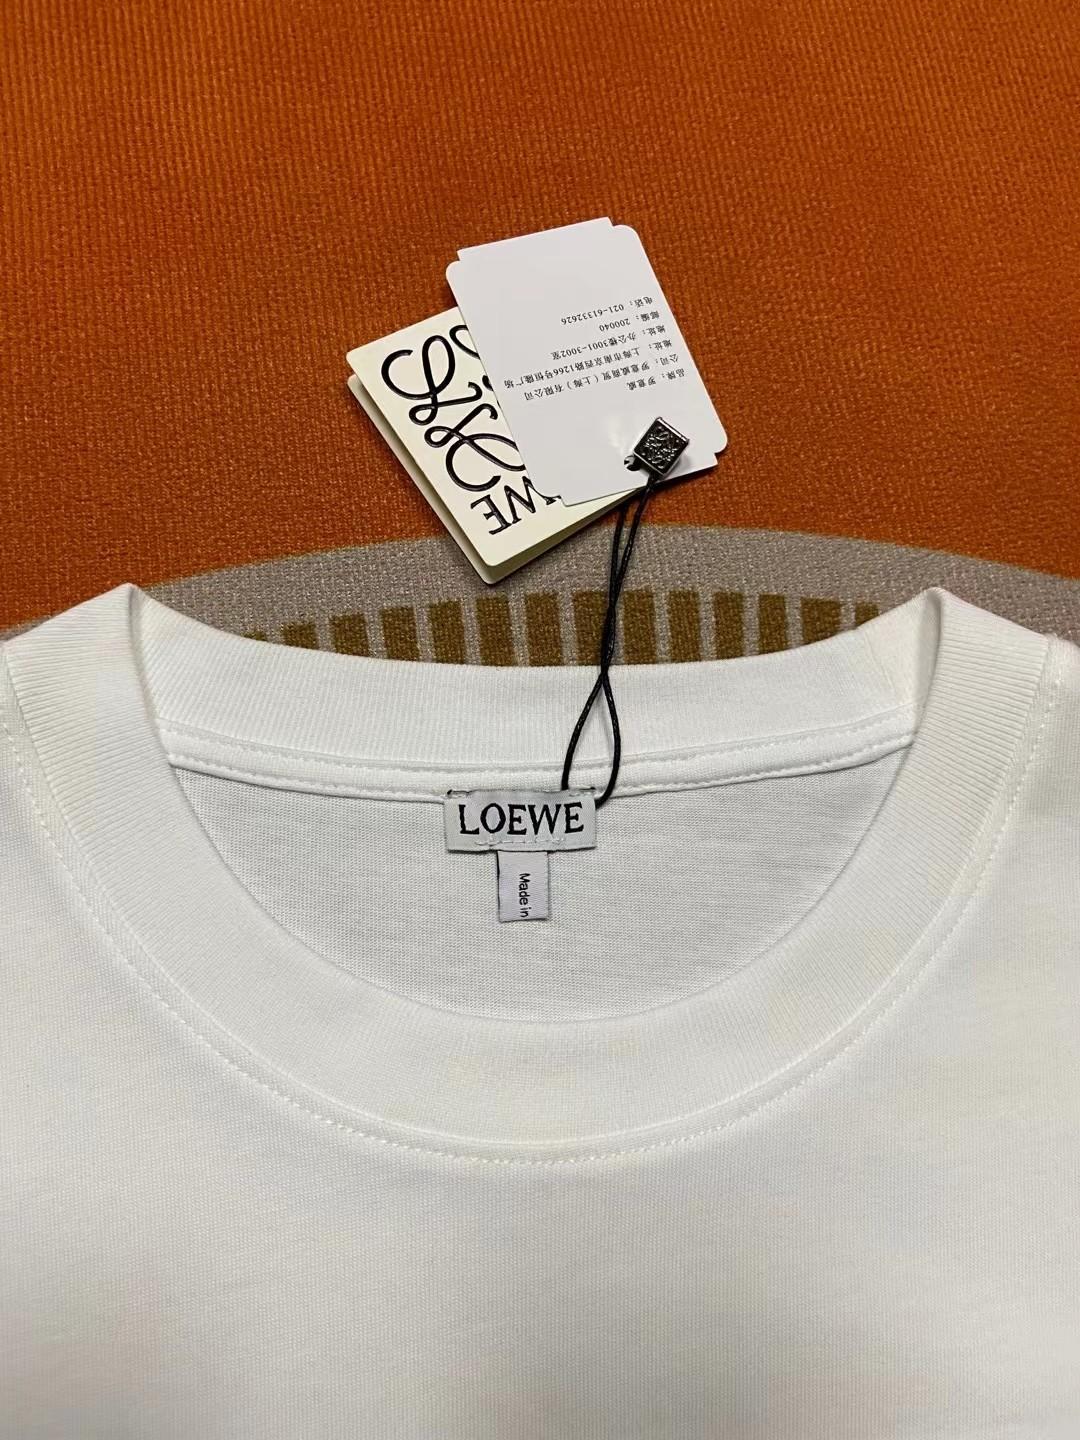 品牌：罗意威
公司：罗意威商贸（上海）有限公司
地址：上海市南京西路1266号恒隆广场
地址：办公楼3001-3002室
邮编：200040
电话：021-61332626
WE
LOEWE
Made in